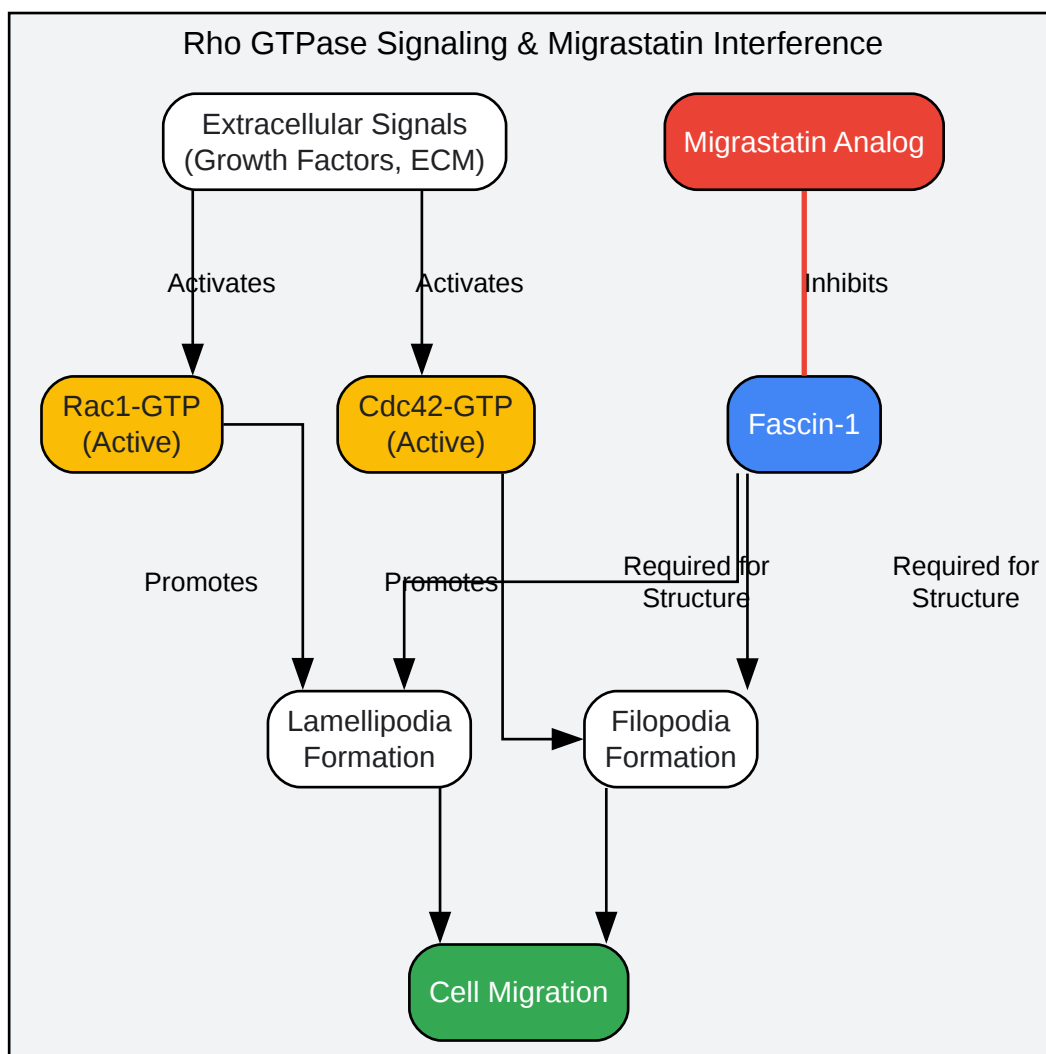 Rho GTPase Signaling & Migrastatin Interference
Extracellular Signals
(Growth Factors, ECM)
Migrastatin Analog
Activates
Activates
Inhibits
Rac1-GTP
(Active)
Cdc42-GTP
(Active)
Fascin-1
Promotes
Promotes
Required for
Structure
Required for
Structure
Lamellipodia
Formation
Filopodia
Formation
Cell Migration